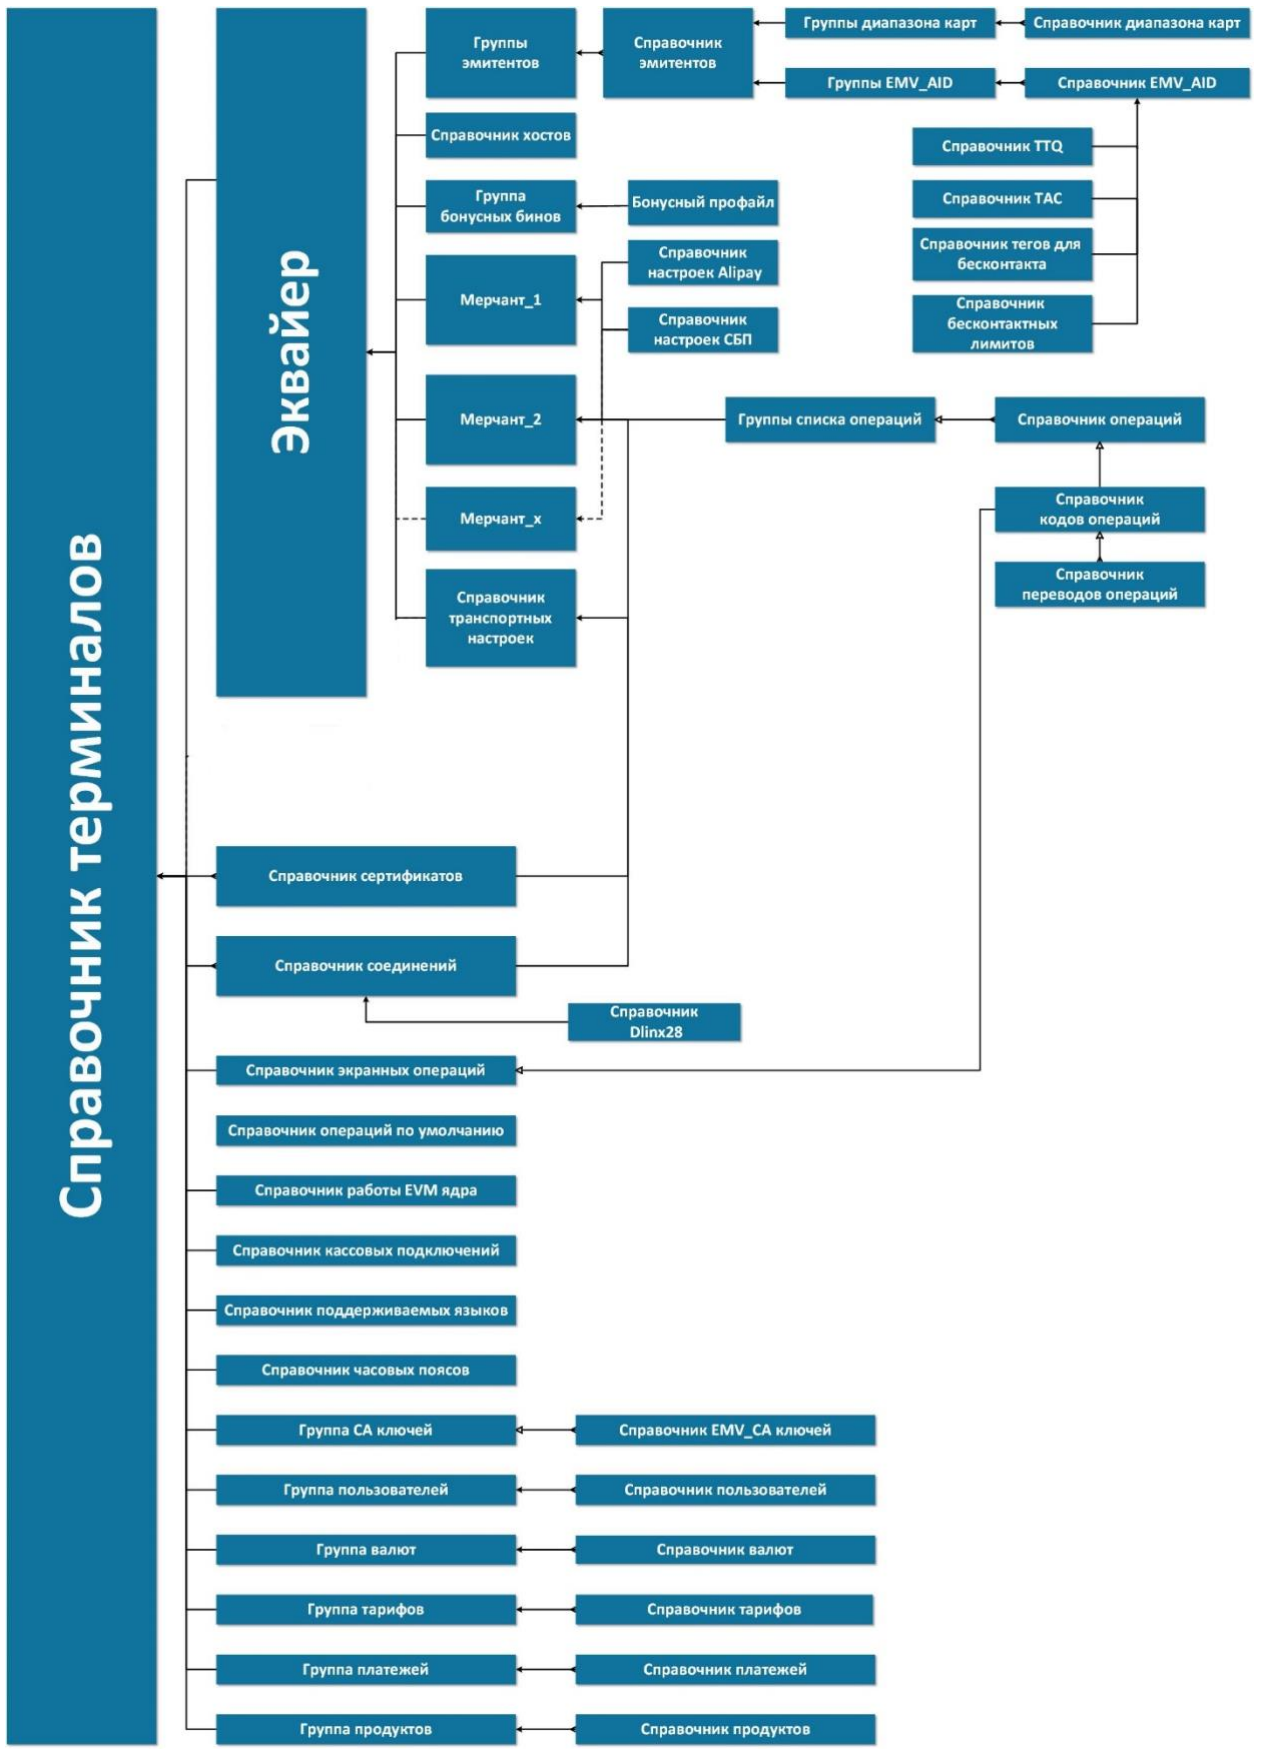 Справочник терминалов
Эквайер
Группы
эмитентов
Справочник
эмитентов
Группы диапазона карт
Справочник диапазона карт
Группы EMV_AID
Справочник EMV_AID
Справочник хостов
Справочник TTQ
Группа
бонусных бинов
Бонусный профайл
Справочник TAC
Справочник
настроек Alipay
Справочник тегов для
бесконтакта
Мерчант_1
Справочник
настроек СБП
Справочник
бесконтактных
лимитов
Мерчант_2
Группы списка операций
Справочник операций
Мерчант_x
Справочник
кодов операций
Справочник
переводов операций
Справочник
транспортных
настроек
Справочник сертификатов
Справочник соединений
Справочник
Dlinx28
Справочник экранных операций
Справочник операций по умолчанию
Справочник работы EVM ядра
Справочник кассовых подключений
Справочник поддерживаемых языков
Справочник часовых поясов
Группа CA ключей
Справочник EMV_CA ключей
Группа пользователей
Справочник пользователей
Группа валют
Справочник валют
Группа тарифов
Справочник тарифов
Группа платежей
Справочник платежей
Группа продуктов
Справочник продуктов